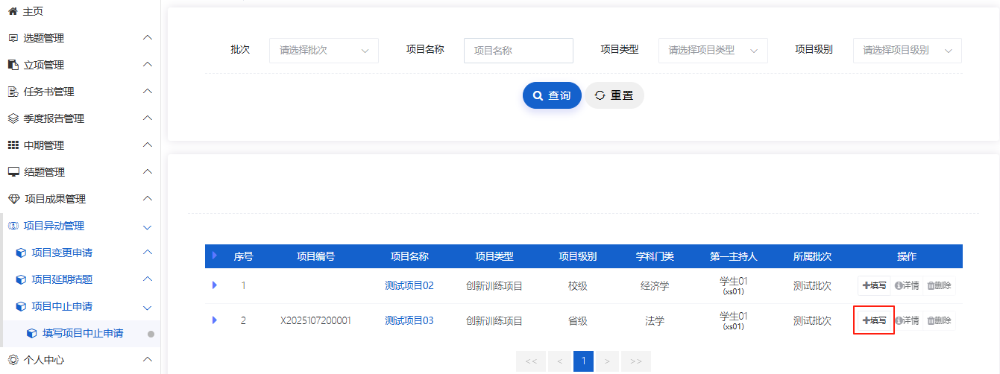 主页
选题管理
立项管理
任务书管理
季度报告管理
中期管理
结题管理
项目成果管理
项目异动管理
项目变更申请
项目延期结题
项目中止申请
填写项目中止申请
个人中心
批次 请选择批次 项目名称 项目名称 项目类型 请选择项目类型 项目级别 请选择项目级别
查询 重置
序号 项目编号 项目名称 项目类型 项目级别 学科门类 第一主持人 所属批次 操作
1 测试项目02 创新训练项目 校级 经济学 学生01 测试批次 填写 详情 删除
(xs01)
2 X2025107200001 测试项目03 创新训练项目 省级 法学 学生01 测试批次 填写 详情 删除
(xs01)
<< < 1 > >>